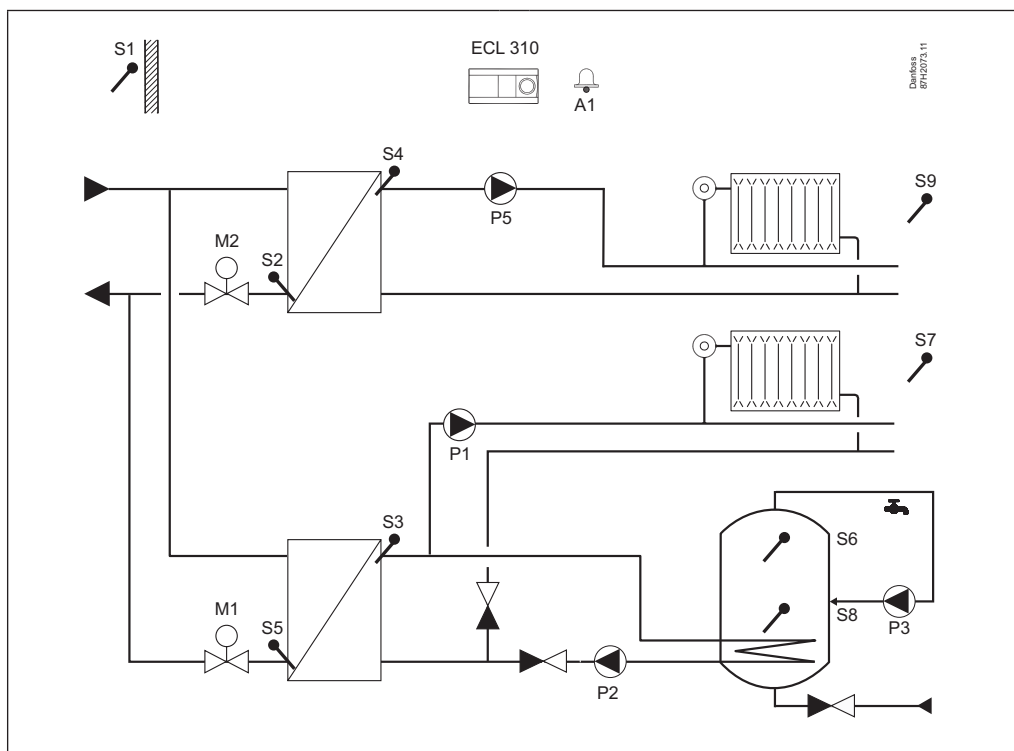 S1
ECL 310
A1
Danfoss
87H2073.11
S4
P5
S9
M2
S2
S7
P1
S3
S6
M1
S5
S8
P3
P2